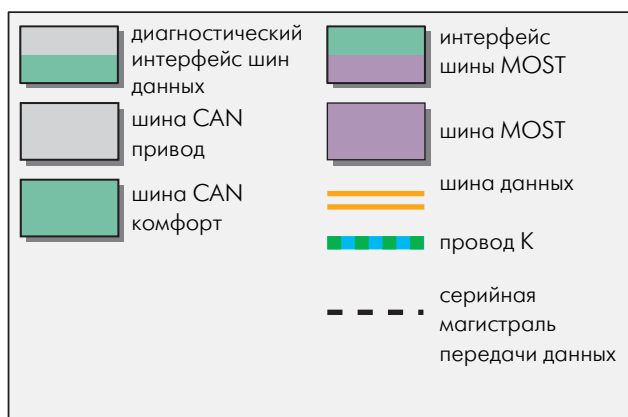 диагностический
интерфейс шин
данных
шина CAN
привод
шина CAN
комфорт
интерфейс
шины MOST
шина MOST
шина данных
провод К
серийная
магистраль
передачи данных